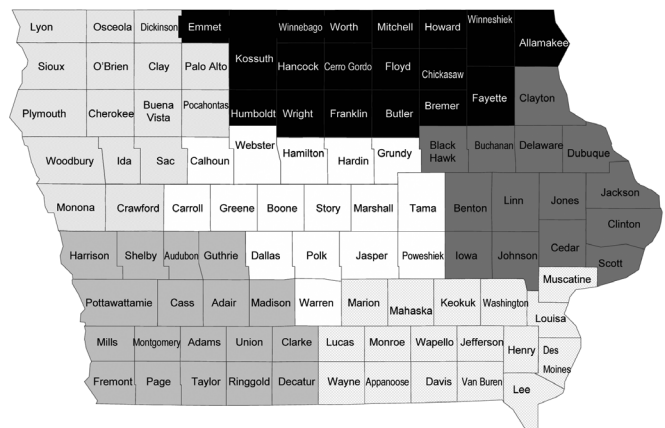 Lyon Osceola Dickinson Emmet Winnebago Worth Mitchell Howard Winneshiek Allamakee
Sioux O'Brien Clay Palo Alto Kossuth Hancock Cerro Gordo Floyd Chickasaw
Plymouth Cherokee Buena
Vista Pocahontas Humboldt Wright Franklin Butler Bremer Fayette Clayton
Woodbury Ida Sac Calhoun Webster Hamilton Hardin Grundy Black
Hawk Buchanan Delaware Dubuque
Monona Crawford Carroll Greene Boone Story Marshall Tama Benton Linn Jones Jackson
Clinton
Harrison Shelby Audubon Guthrie Dallas Polk Jasper Poweshiek Iowa Johnson Cedar Scott
Muscatine
Pottawattamie Cass Adair Madison Warren Marion Mahaska Keokuk Washington
Louisa
Mills Montgomery Adams Union Clarke Lucas Monroe Wapello Jefferson Henry Des
Moines
Fremont Page Taylor Ringgold Decatur Wayne Appanoose Davis Van Buren Lee